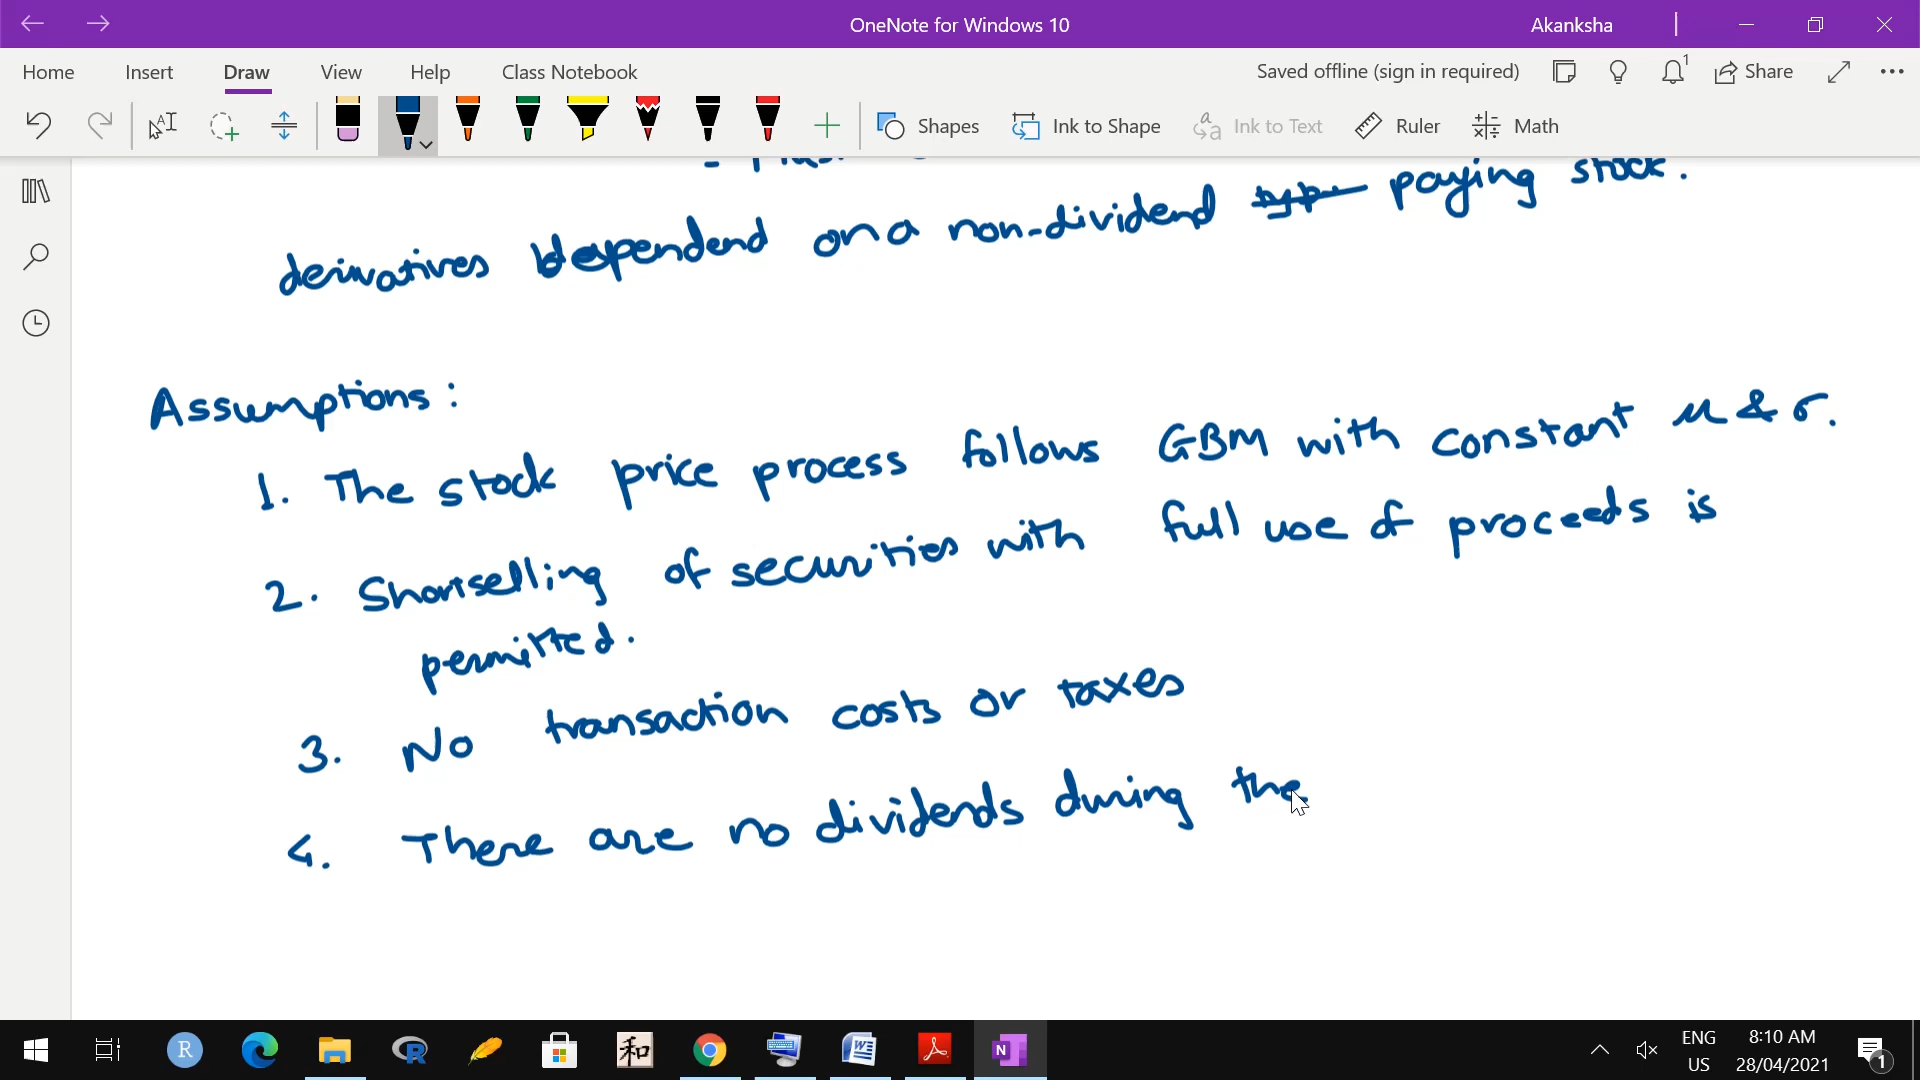 OneNote for Windows 10
Akanksha
Home Insert Draw View Help Class Notebook
Saved offline (sign in required) 1 Share
Shapes Ink to Shape Ink to Text Ruler Math
derivatives dependend on a non-dividend paying stock.
Assumptions:
1. The stock price process follows GBM with constant μ & σ.
2. Shortselling of securities with full use of proceeds is
permitted.
3. No transaction costs or taxes
4. There are no dividends during the
ENG 8:10 AM
US 28/04/2021 1